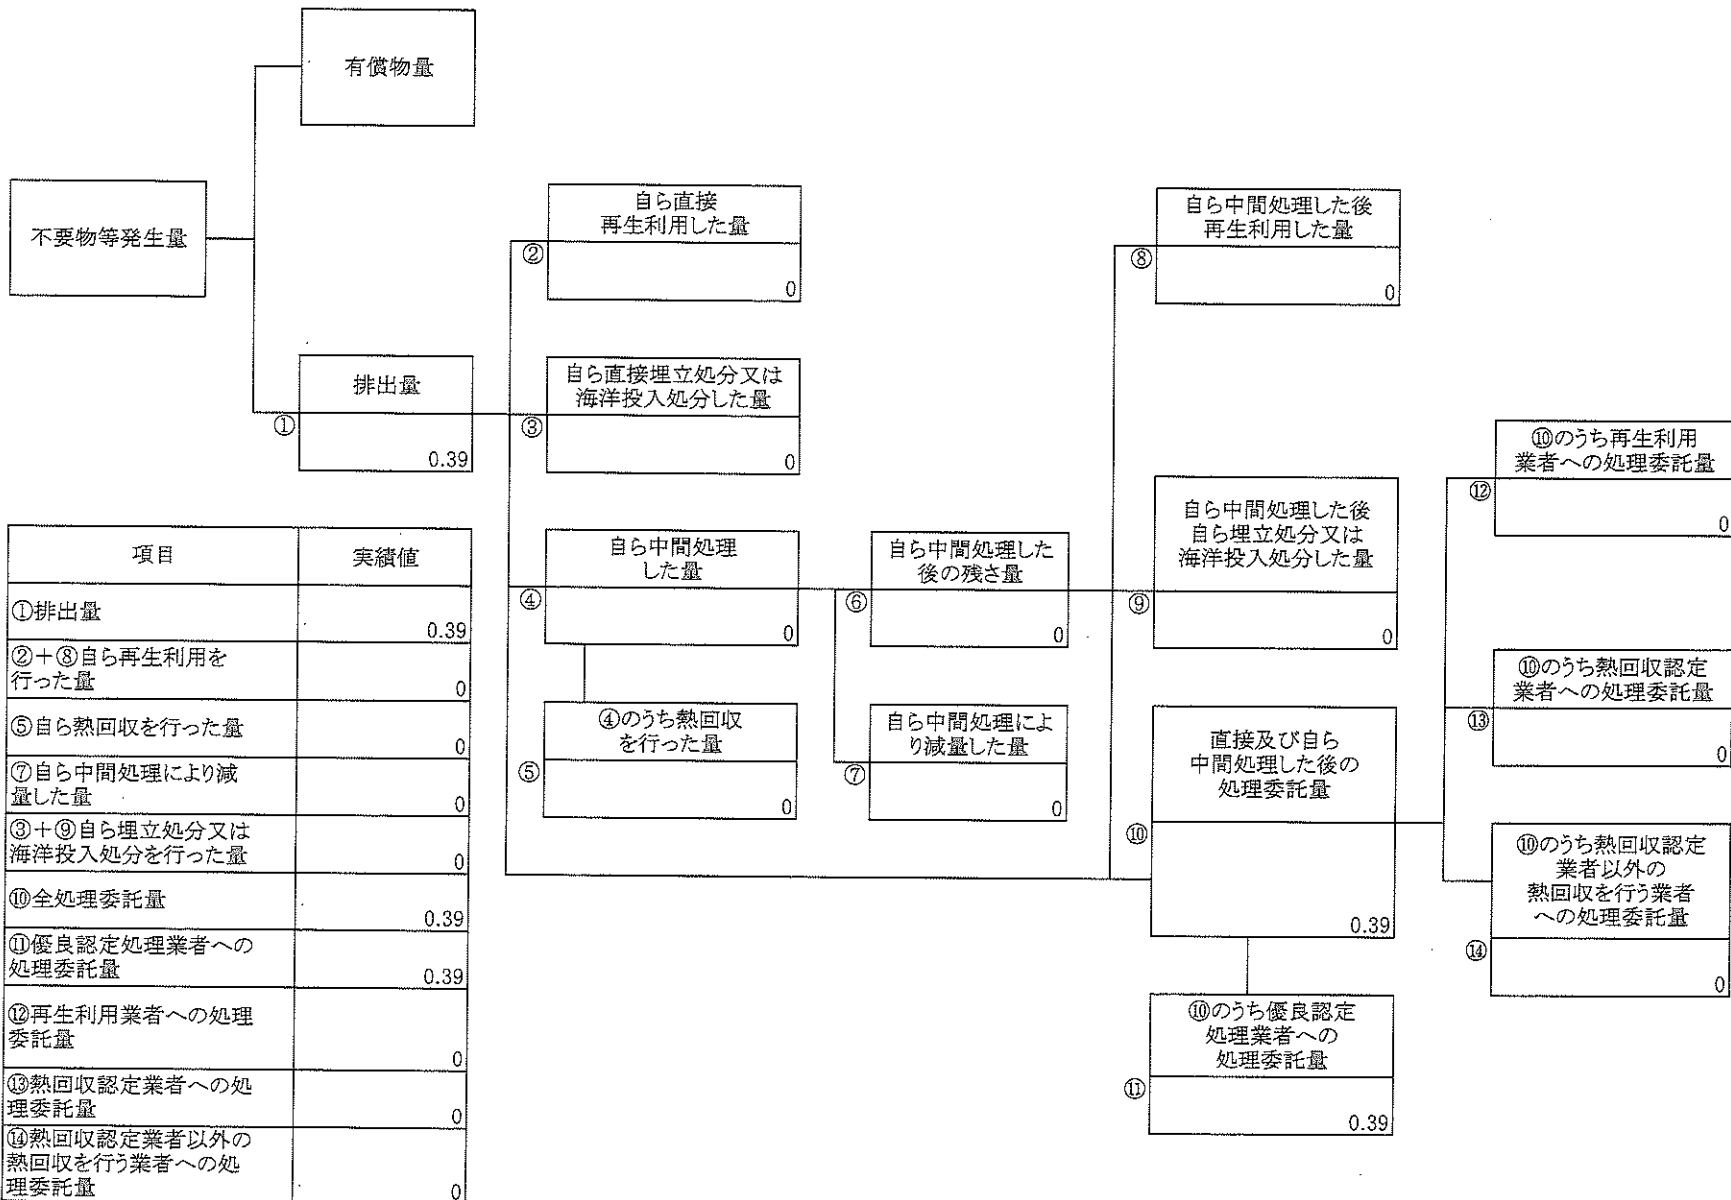 有償物量
不要物等発生量
自ら直接
再生利用した量
②
0
自ら中間処理した後
再生利用した量
⑧
0
排出量
①
0.39
自ら直接埋立処分又は
海洋投入処分した量
③
0
⑩のうち再生利用
業者への処理委託量
⑫
0
自ら中間処理
した量
④
0
自ら中間処理した
後の残さ量
⑥
0
自ら中間処理した後
自ら埋立処分又は
海洋投入処分した量
⑨
0
⑩のうち熱回収認定
業者への処理委託量
⑬
0
④のうち熱回収
を行った量
⑤
0
自ら中間処理によ
り減量した量
⑦
0
直接及び自ら
中間処理した後の
処理委託量
⑩
0.39
⑩のうち熱回収認定
業者以外の
熱回収を行う業者
への処理委託量
⑭
0
⑩のうち優良認定
処理業者への
処理委託量
⑪
0.39
項目 実績値
①排出量
0.39
②+⑧自ら再生利用を
行った量
0
⑤自ら熱回収を行った量
0
⑦自ら中間処理により減
量した量
0
③+⑨自ら埋立処分又は
海洋投入処分を行った量
0
⑩全処理委託量
0.39
⑪優良認定処理業者への
処理委託量
0.39
⑫再生利用業者への処理
委託量
0
⑬熱回収認定業者への処
理委託量
0
⑭熱回収認定業者以外の
熱回収を行う業者への処
理委託量
0